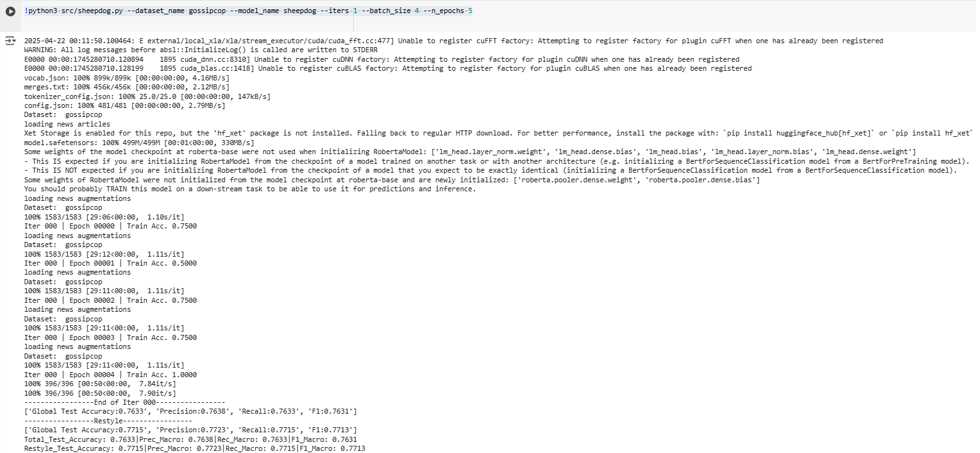 !python3 src/sheepdog.py --dataset_name gossipcop --model_name sheepdog --iters 1 --batch_size 4 --n_epochs 5
2025-04-22 00:11:50.100464: E external/local_xla/xla/stream_executor/cuda/cuda_fft.cc:477] Unable to register cuFFT factory: Attempting to register factory for plugin cuFFT when one has already been registered
WARNING: All log messages before absl::InitializeLog() is called are written to STDERR
E0000 00:00:1745280710.120894    1895 cuda_dnn.cc:8310] Unable to register cuDNN factory: Attempting to register factory for plugin cuDNN when one has already been registered
E0000 00:00:1745280710.128199    1895 cuda_blas.cc:1418] Unable to register cuBLAS factory: Attempting to register factory for plugin cuBLAS when one has already been registered
vocab.json: 100% 899k/899k [00:00<00:00, 4.16MB/s]
merges.txt: 100% 456k/456k [00:00<00:00, 2.12MB/s]
tokenizer_config.json: 100% 25.0/25.0 [00:00<00:00, 147kB/s]
config.json: 100% 481/481 [00:00<00:00, 2.79MB/s]
Dataset:  gossipcop
loading news articles
Xet Storage is enabled for this repo, but the 'hf_xet' package is not installed. Falling back to regular HTTP download. For better performance, install the package with: `pip install huggingface_hub[hf_xet]` or `pip install hf_xet`
model.safetensors: 100% 499M/499M [00:01<00:00, 330MB/s]
Some weights of the model checkpoint at roberta-base were not used when initializing RobertaModel: ['lm_head.layer_norm.weight', 'lm_head.dense.bias', 'lm_head.bias', 'lm_head.layer_norm.bias', 'lm_head.dense.weight']
- This IS expected if you are initializing RobertaModel from the checkpoint of a model trained on another task or with another architecture (e.g. initializing a BertForSequenceClassification model from a BertForPreTraining model).
- This IS NOT expected if you are initializing RobertaModel from the checkpoint of a model that you expect to be exactly identical (initializing a BertForSequenceClassification model from a BertForSequenceClassification model).
Some weights of RobertaModel were not initialized from the model checkpoint at roberta-base and are newly initialized: ['roberta.pooler.dense.weight', 'roberta.pooler.dense.bias']
You should probably TRAIN this model on a down-stream task to be able to use it for predictions and inference.
loading news augmentations
Dataset:  gossipcop
100% 1583/1583 [29:06<00:00,  1.10s/it]
Iter 000 | Epoch 00000 | Train Acc. 0.7500
loading news augmentations
Dataset:  gossipcop
100% 1583/1583 [29:12<00:00,  1.11s/it]
Iter 000 | Epoch 00001 | Train Acc. 0.5000
loading news augmentations
Dataset:  gossipcop
100% 1583/1583 [29:11<00:00,  1.11s/it]
Iter 000 | Epoch 00002 | Train Acc. 0.7500
loading news augmentations
Dataset:  gossipcop
100% 1583/1583 [29:11<00:00,  1.11s/it]
Iter 000 | Epoch 00003 | Train Acc. 0.7500
loading news augmentations
Dataset:  gossipcop
100% 1583/1583 [29:11<00:00,  1.11s/it]
Iter 000 | Epoch 00004 | Train Acc. 1.0000
100% 396/396 [00:50<00:00,  7.84it/s]
100% 396/396 [00:50<00:00,  7.90it/s]
-----------------End of Iter 000-----------------
['Global Test Accuracy:0.7633', 'Precision:0.7638', 'Recall:0.7633', 'F1:0.7631']
-----------------Restyle-----------------
['Global Test Accuracy:0.7715', 'Precision:0.7723', 'Recall:0.7715', 'F1:0.7713']
Total_Test_Accuracy: 0.7633|Prec_Macro: 0.7638|Rec_Macro: 0.7633|F1_Macro: 0.7631
Restyle_Test_Accuracy: 0.7715|Prec_Macro: 0.7723|Rec_Macro: 0.7715|F1_Macro: 0.7713